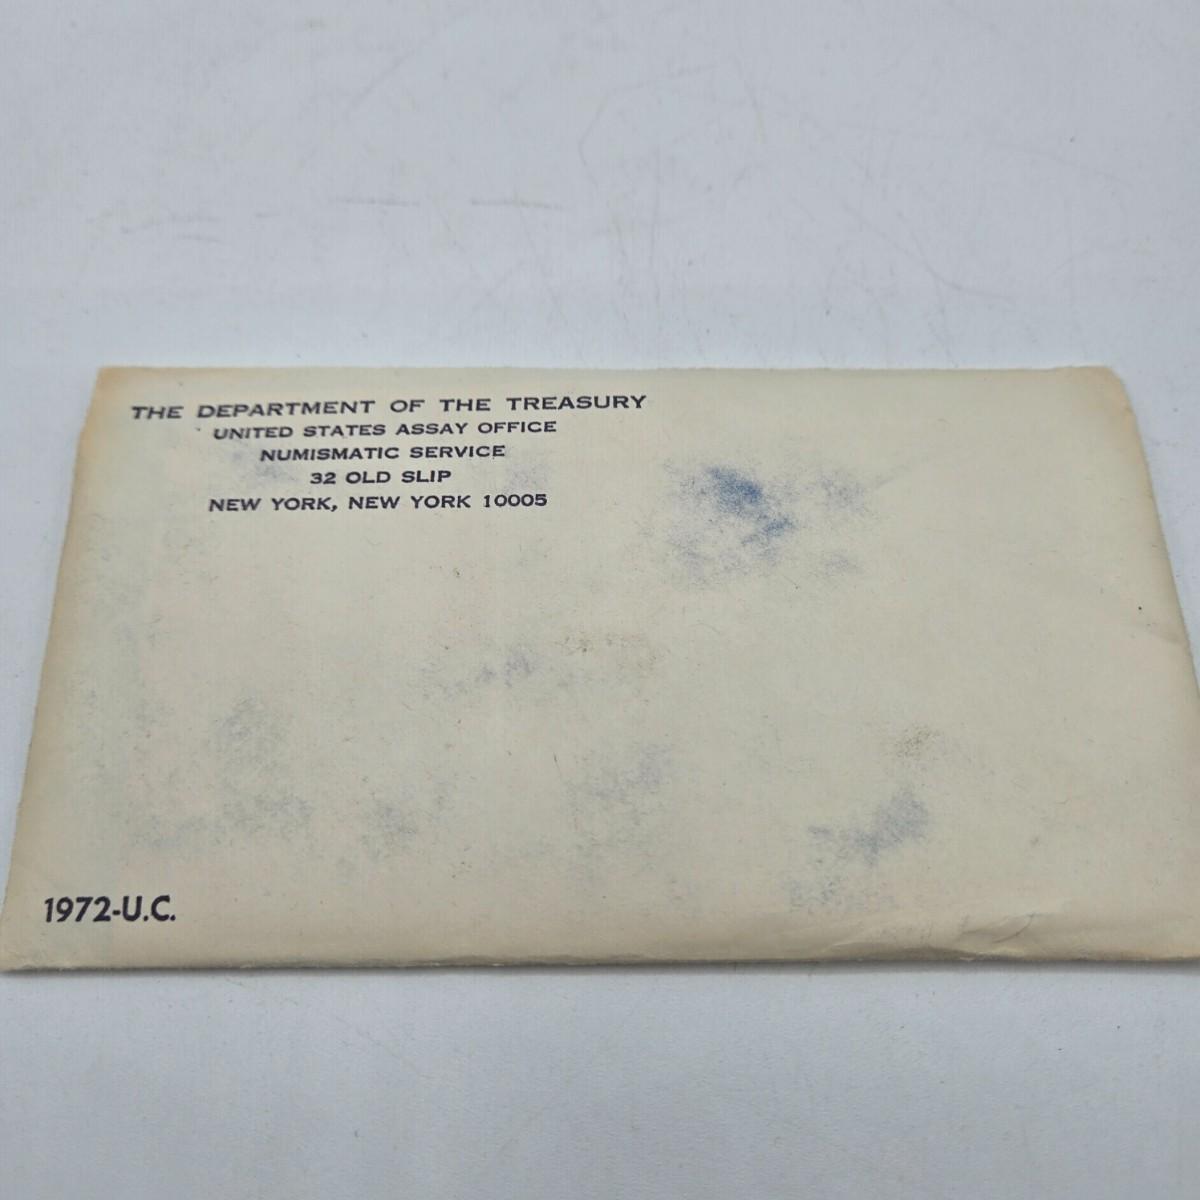 THE DEPARTMENT OF THE TREASURY
UNITED STATES ASSAY OFFICE
NUMISMATIC SERVICE
32 OLD SLIP
NEW YORK, NEW YORK 10005
1972-U.C.